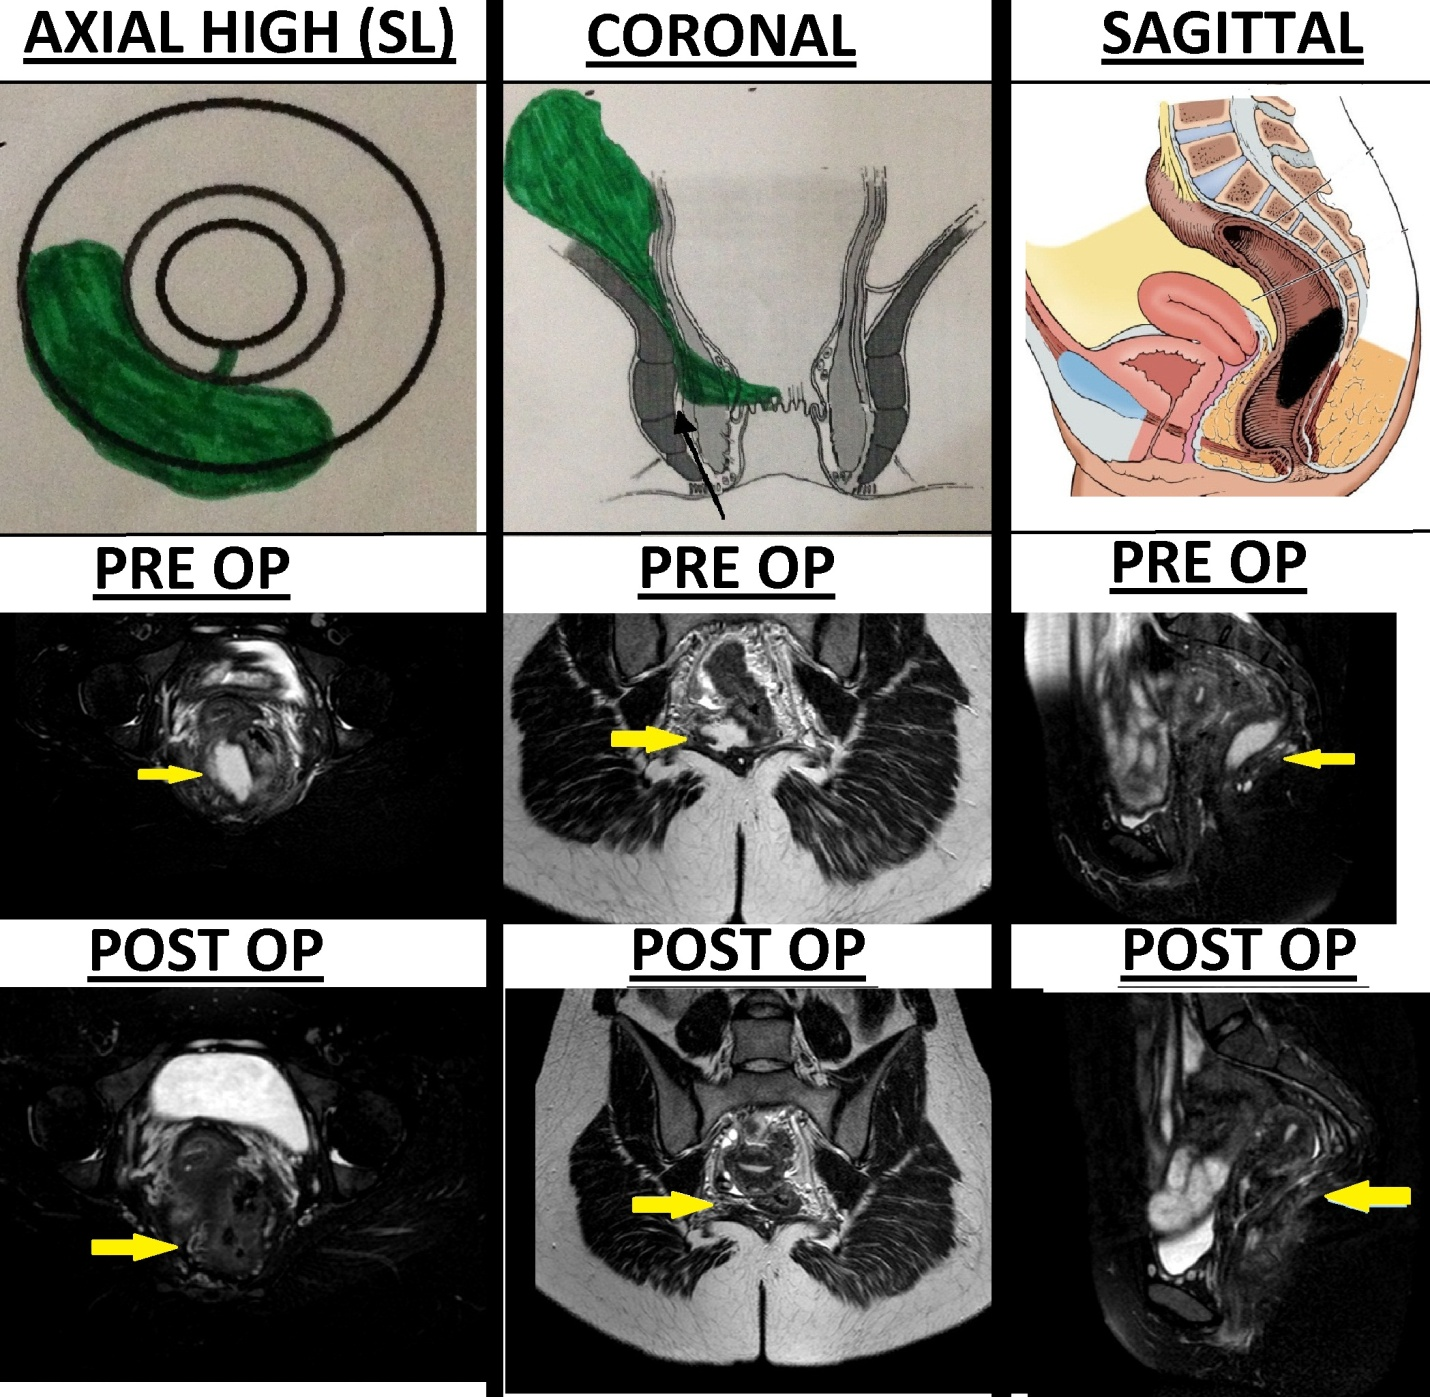 AXIAL HIGH (SL)
CORONAL
SAGITTAL
PRE OP
PRE OP
PRE OP
POST OP
POST OP
POST OP